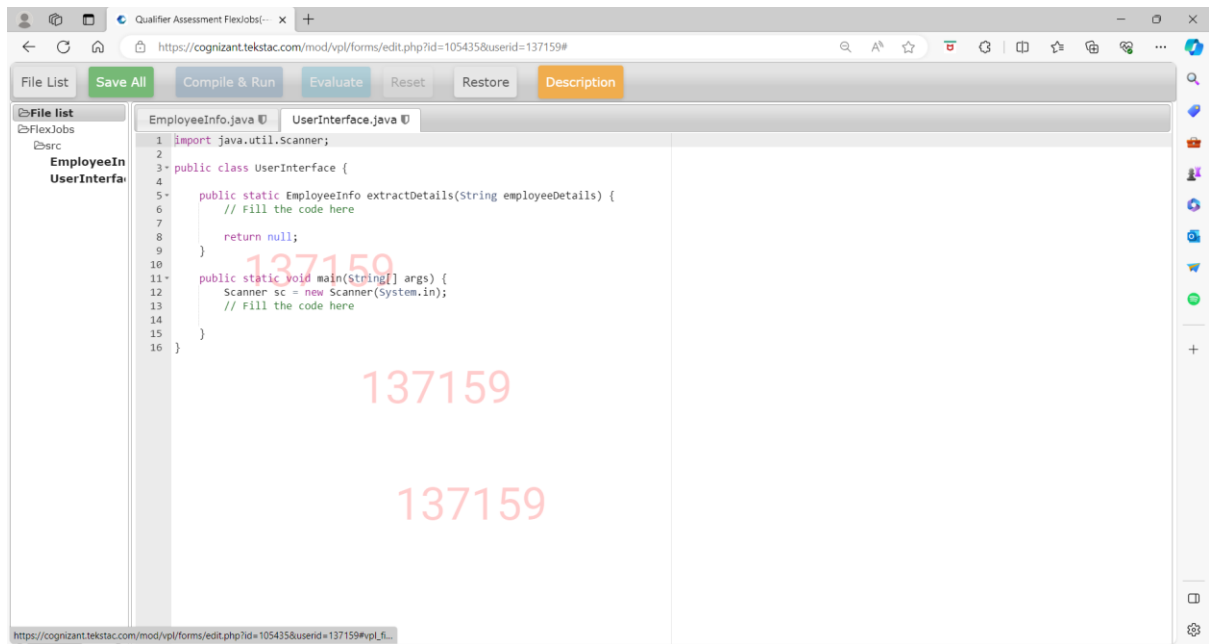 Qualifier Assessment FlexJobs(--
https://cognizant.tekstac.com/mod/vpl/forms/edit.php?id=105435&userid=137159#
File List Save All Compile & Run Evaluate Reset Restore Description
File list
FlexJobs
src
EmployeeIn
UserInterfa
EmployeeInfo.java UserInterface.java
1 import java.util.Scanner;
2
3 public class UserInterface {
4
5 public static EmployeeInfo extractDetails(String employeeDetails) {
6 // Fill the code here
7
8 return null;
9 }
10
11 public static void main(String[] args) {
12 Scanner sc = new Scanner(System.in);
13 // Fill the code here
14
15 }
16 }
137159
137159
137159
https://cognizant.tekstac.com/mod/vpl/forms/edit.php?id=105435&userid=137159#vpl_fi...